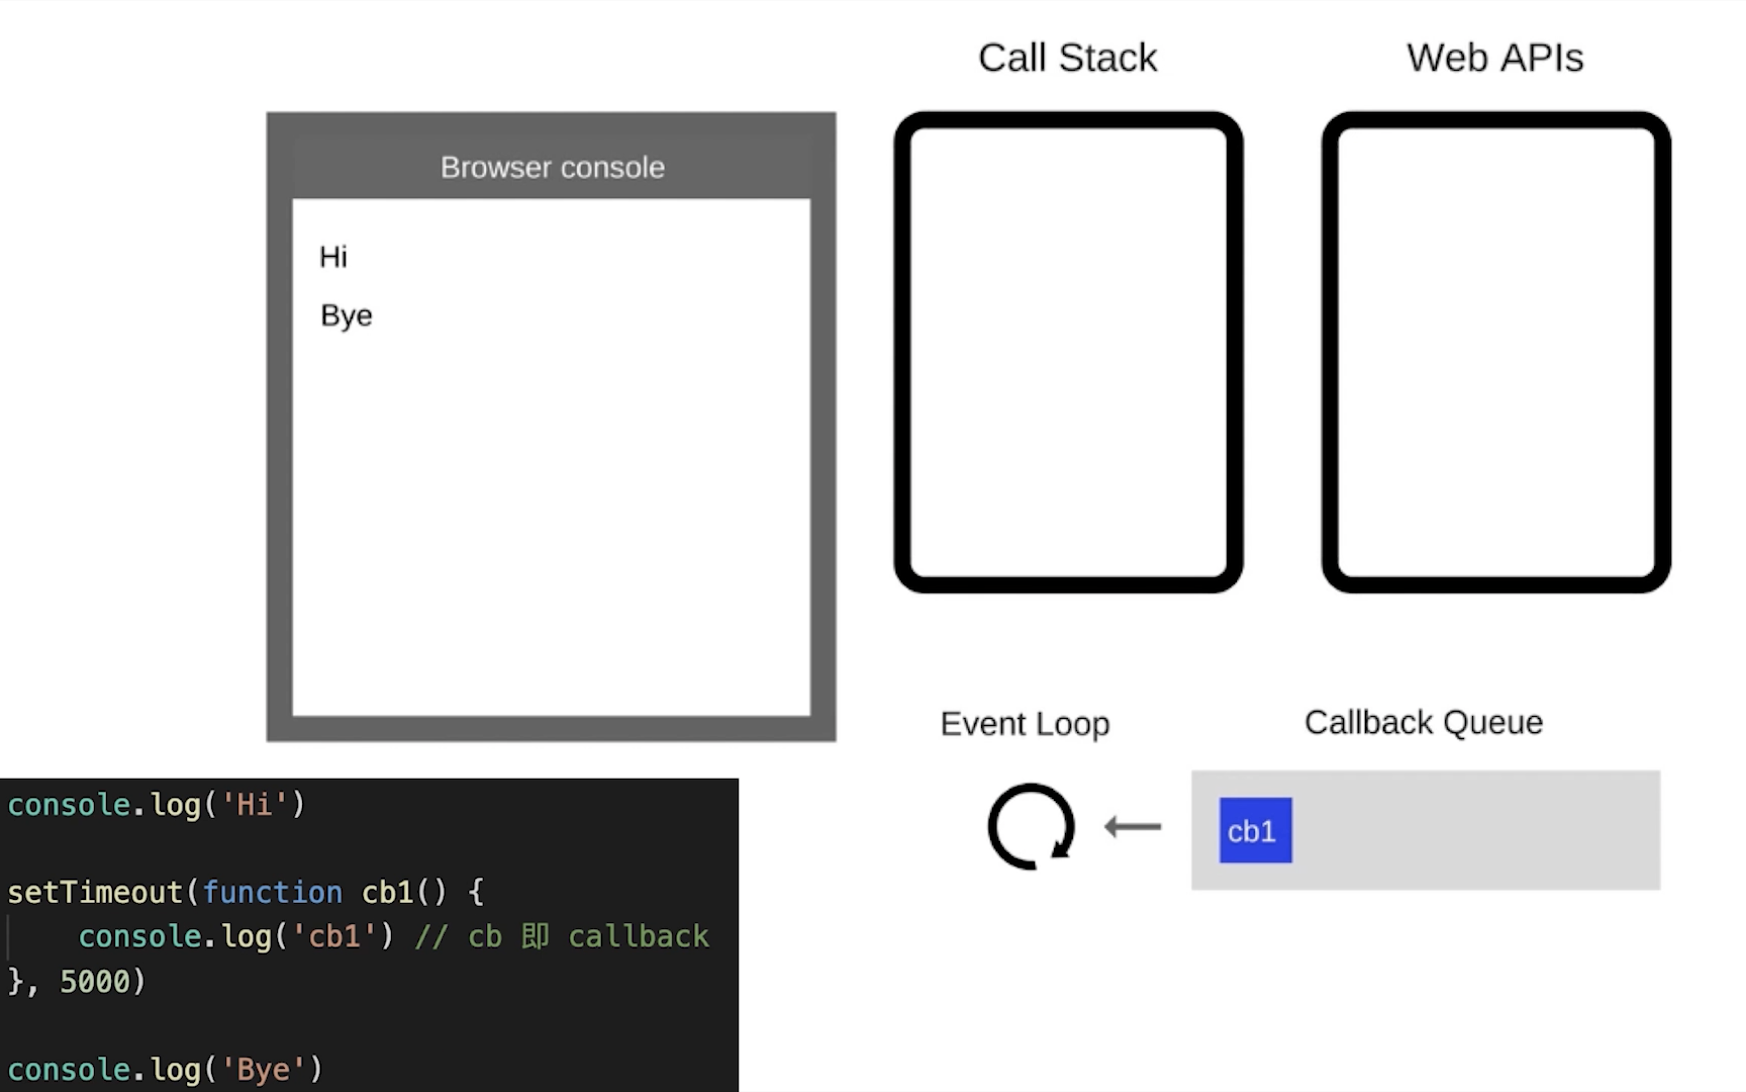 Call Stack
Web APIs
Browser console
Hi
Bye
Event Loop
Callback Queue
cb1
console.log('Hi')
setTimeout(function cb1() {
    console.log('cb1') // cb 即 callback
}, 5000)
console.log('Bye')